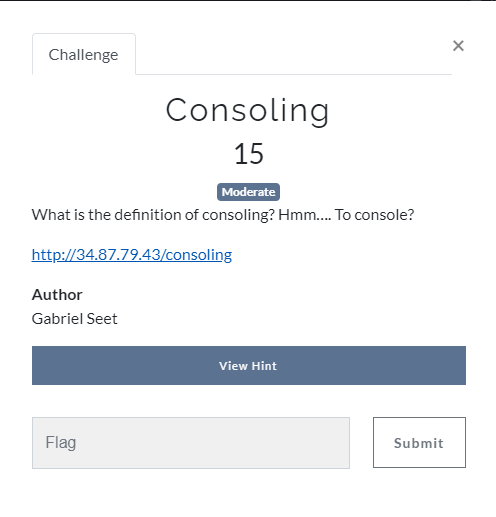 Challenge
×
Consoling
15
Moderate
What is the definition of consoling? Hmm.... To console?
http://34.87.79.43/consoling
Author
Gabriel Seet
View Hint
Flag
Submit